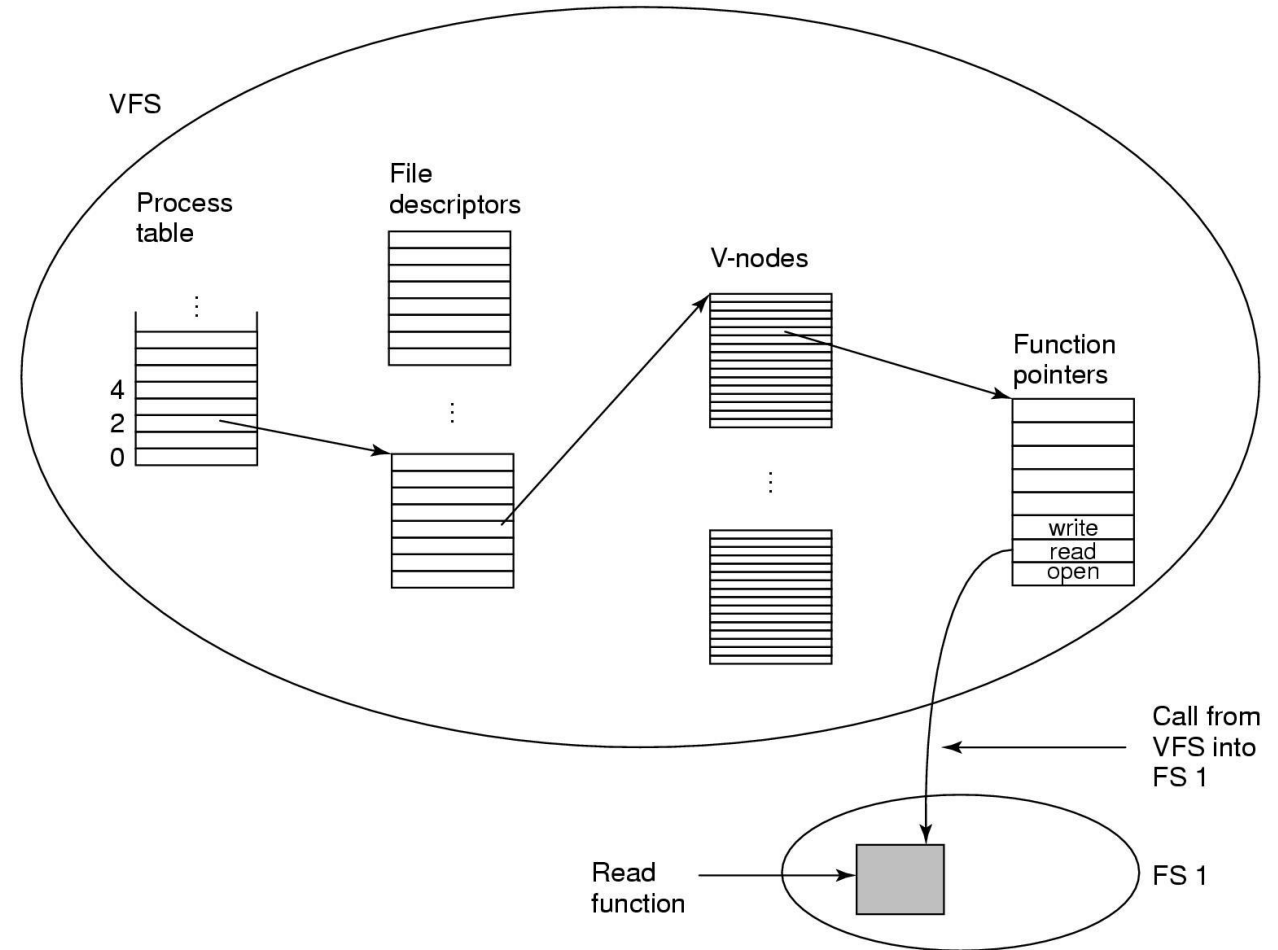 VFS
Process
table
File
descriptors
V-nodes
Function
pointers
4
2
0
write
read
open
Call from
VFS into
FS 1
Read
function
FS 1